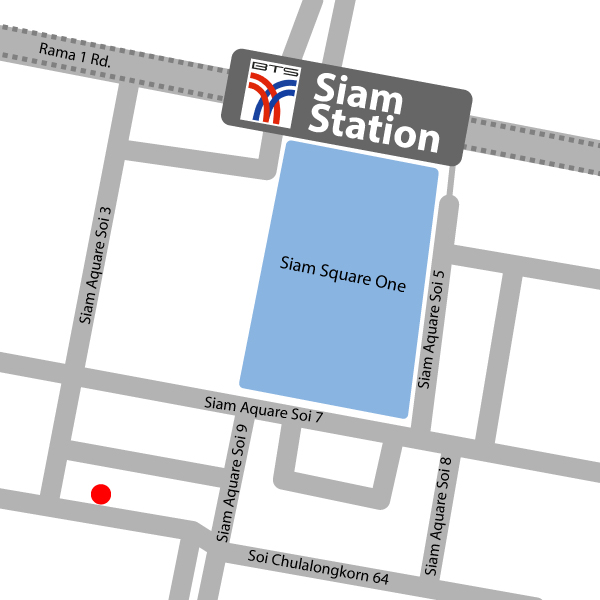 Rama 1 Rd.
BTS
Siam
Station
Siam Aquare Soi 3
Siam Square One
Siam Aquare Soi 5
Siam Aquare Soi 7
Siam Aquare Soi 9
Siam Aquare Soi 8
Soi Chulalongkorn 64